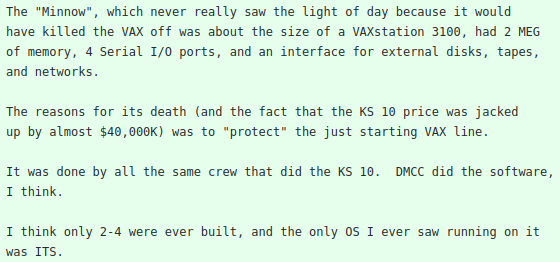 The "Minnow", which never really saw the light of day because it would
have killed the VAX off was about the size of a VAXstation 3100, had 2 MEG
of memory, 4 Serial I/O ports, and an interface for external disks, tapes,
and networks.

The reasons for its death (and the fact that the KS 10 price was jacked
up by almost $40,000K) was to "protect" the just starting VAX line.

It was done by all the same crew that did the KS 10.  DMCC did the software,
I think.

I think only 2-4 were ever built, and the only OS I ever saw running on it
was ITS.